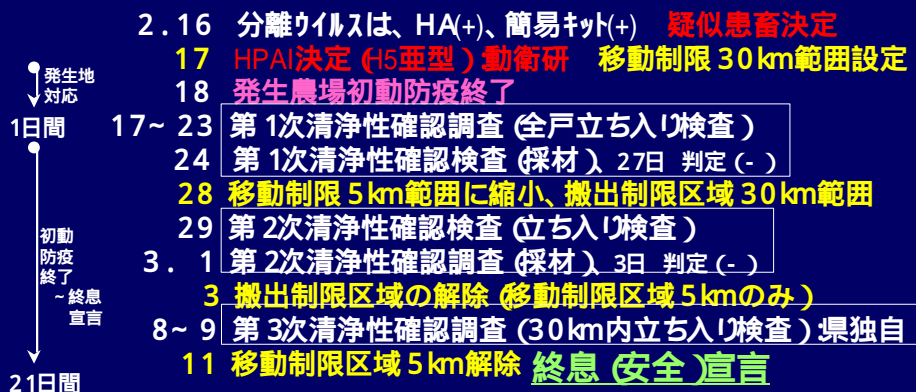 2.16 分離ウイルスは、HA(+)、簡易キット(+) 疑似患畜決定
17 HPAI決定(H5亜型)動衛研 移動制限30km範囲設定
発生地
対応
18 発生農場初動防疫終了
1日間
17~23 第1次清浄性確認調査(全戸立ち入り検査)
24 第1次清浄性確認検査(採材)、27日 判定(-)
28 移動制限5km範囲に縮小、搬出制限区域30km範囲
29 第2次清浄性確認検査(立ち入り検査)
初動
防疫
終了
~終息
宣言
3.1 第2次清浄性確認調査(採材)、3日 判定(-)
3 搬出制限区域の解除(移動制限区域5kmのみ)
8~9 第3次清浄性確認調査(30km内立ち入り検査):県独自
11 移動制限区域5km解除 終息(安全)宣言
21日間